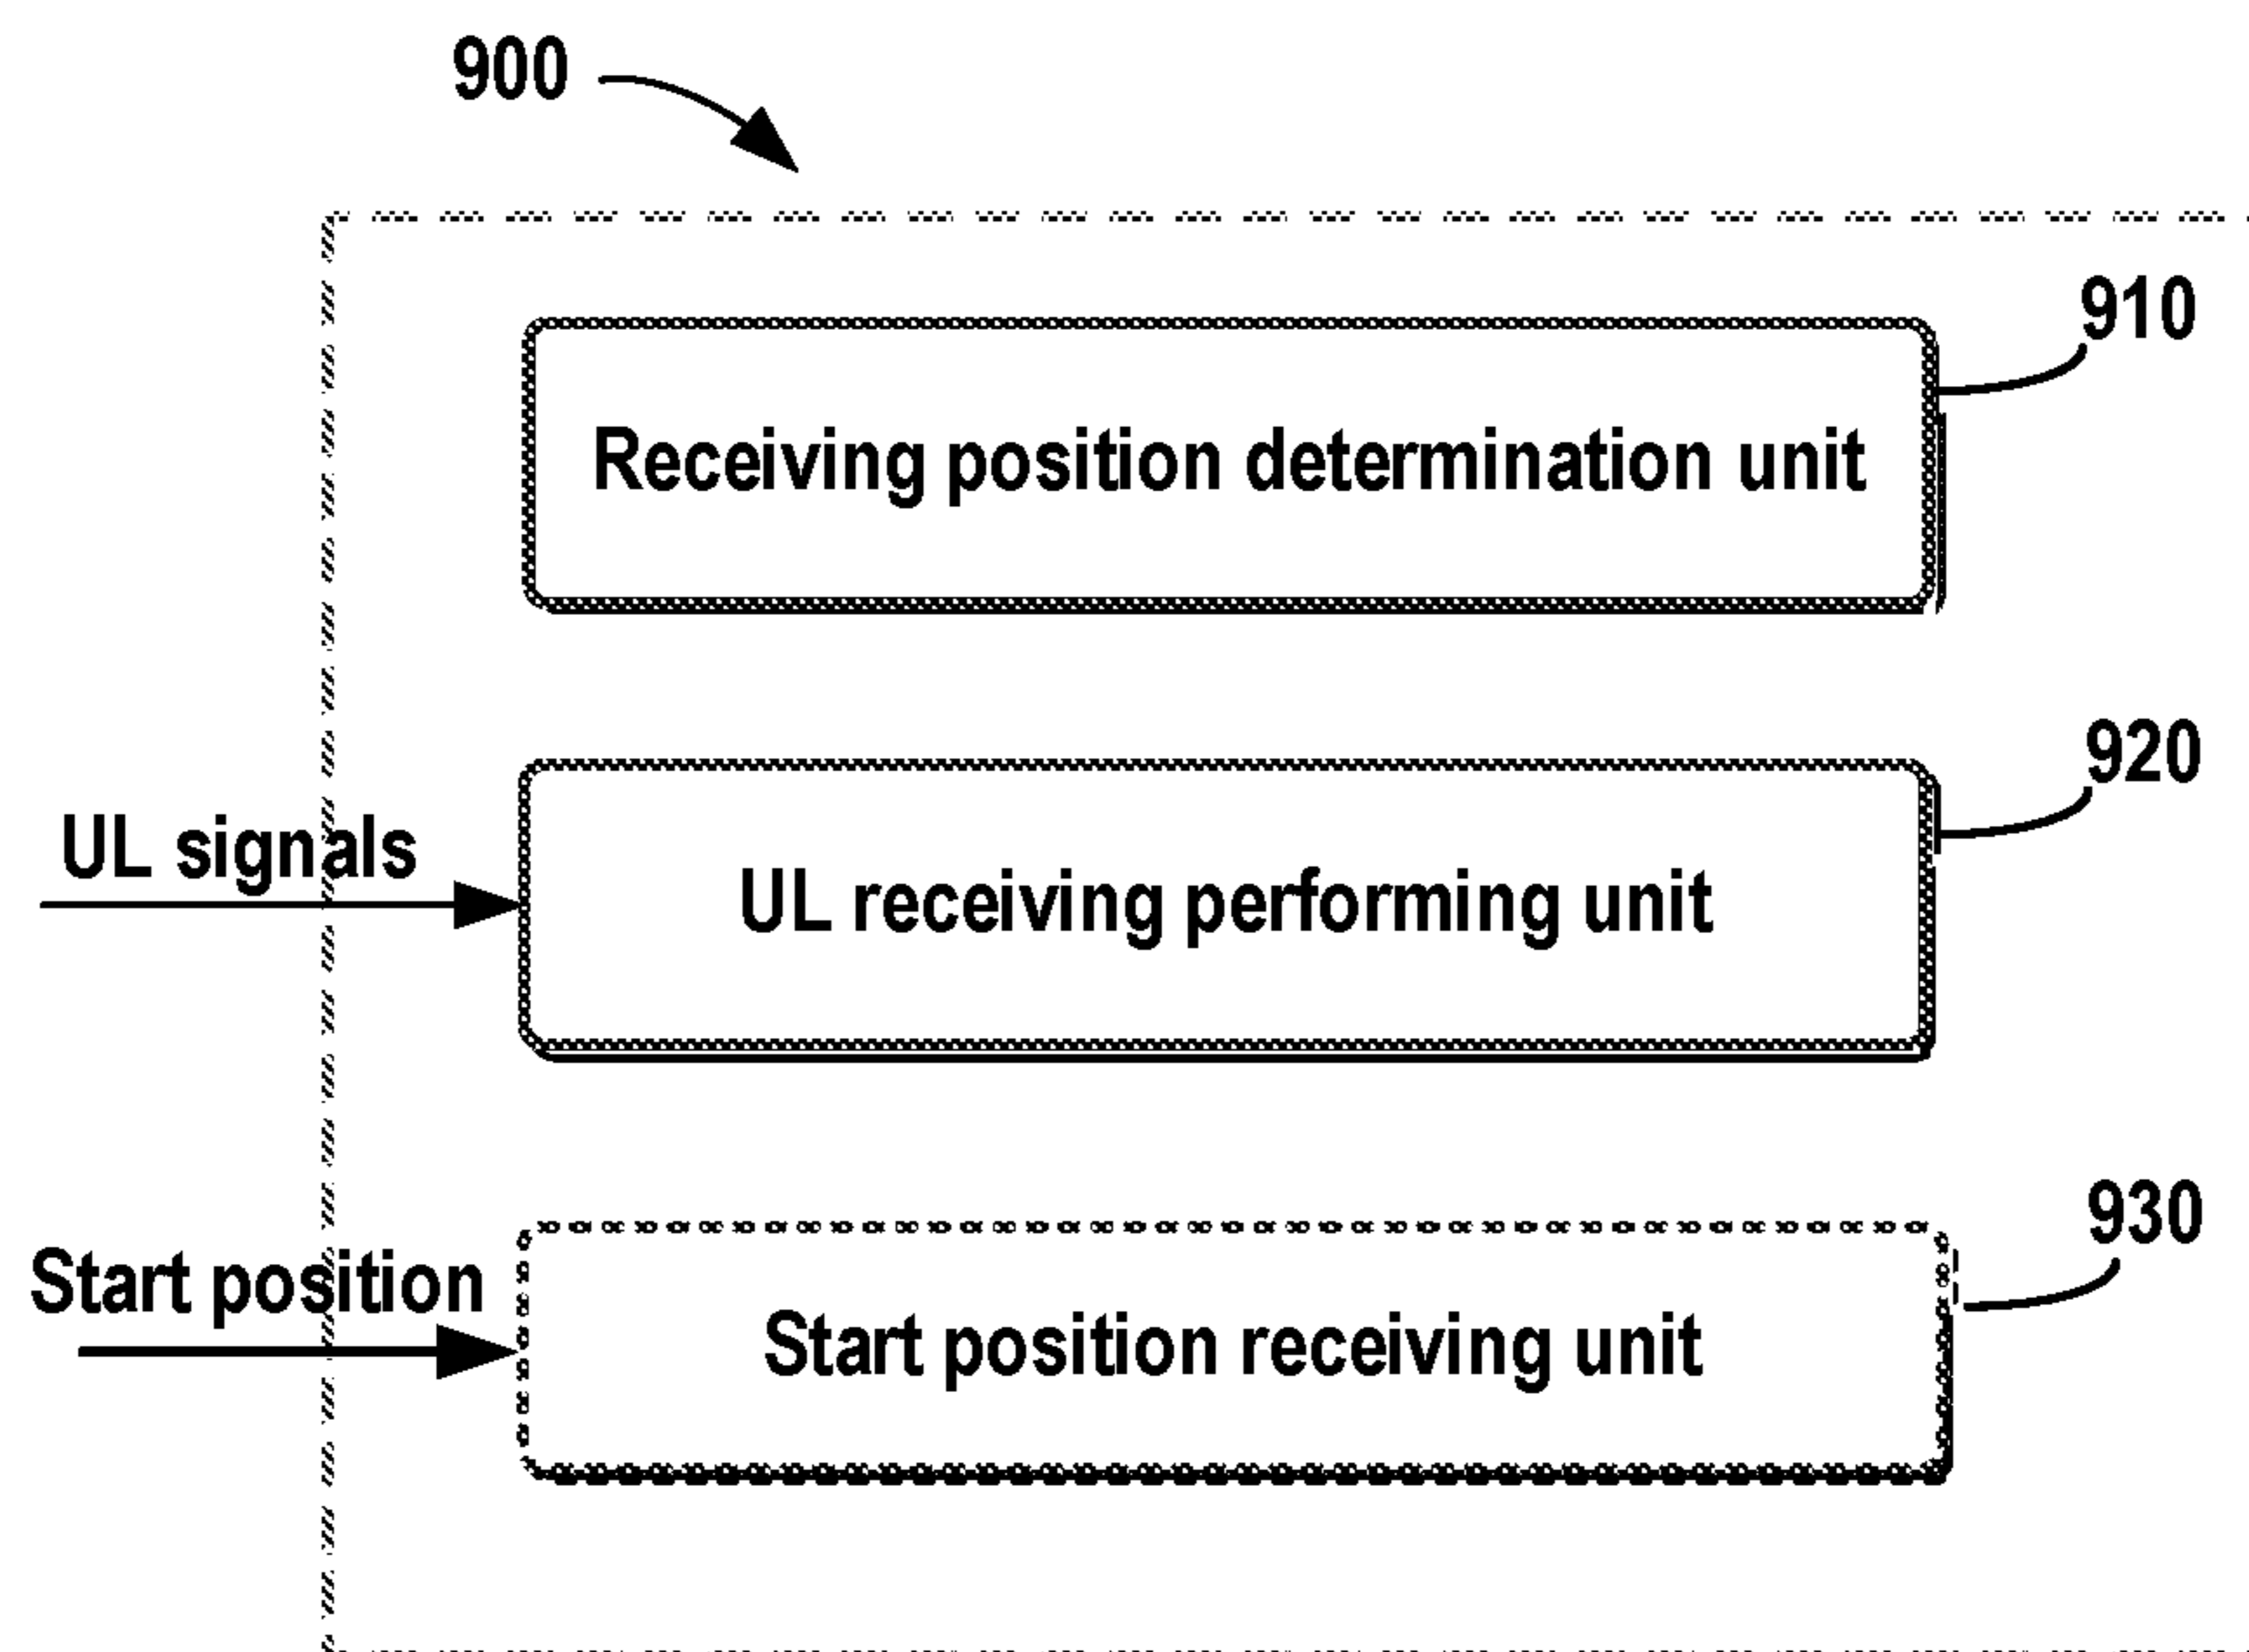 900
910
Receiving position determination unit
920
UL signals
UL receiving performing unit
930
Start position
Start position receiving unit